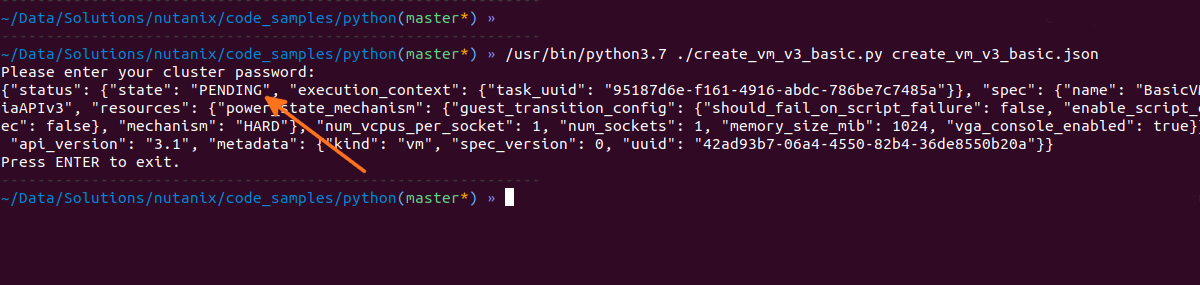 ~/Data/Solutions/nutanix/code_samples/python(master*) »
~/Data/Solutions/nutanix/code_samples/python(master*) » /usr/bin/python3.7 ./create_vm_v3_basic.py create_vm_v3_basic.json
Please enter your cluster password:
{"status": {"state": "PENDING", "execution_context": {"task_uuid": "95187d6e-f161-4916-abdc-786be7c7485a"}}, "spec": {"name": "BasicVM
iaAPIv3", "resources": {"power_state_mechanism": {"guest_transition_config": {"should_fail_on_script_failure": false, "enable_script_
ec": false}, "mechanism": "HARD"}, "num_vcpus_per_socket": 1, "num_sockets": 1, "memory_size_mib": 1024, "vga_console_enabled": true}
"api_version": "3.1", "metadata": {"kind": "vm", "spec_version": 0, "uuid": "42ad93b7-06a4-4550-82b4-36de8550b20a"}}
Press ENTER to exit.
~/Data/Solutions/nutanix/code_samples/python(master*) »